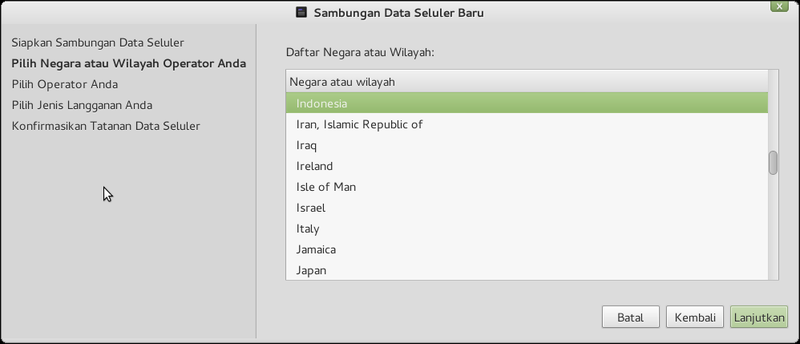 Sambungan Data Seluler Baru
x
Siapkan Sambungan Data Seluler
Pilih Negara atau Wilayah Operator Anda
Pilih Operator Anda
Pilih Jenis Langganan Anda
Konfirmasikan Tatanan Data Seluler
Daftar Negara atau Wilayah:
Negara atau wilayah
Indonesia
Iran, Islamic Republic of
Iraq
Ireland
Isle of Man
Israel
Italy
Jamaica
Japan
Batal
Kembali
Lanjutkan